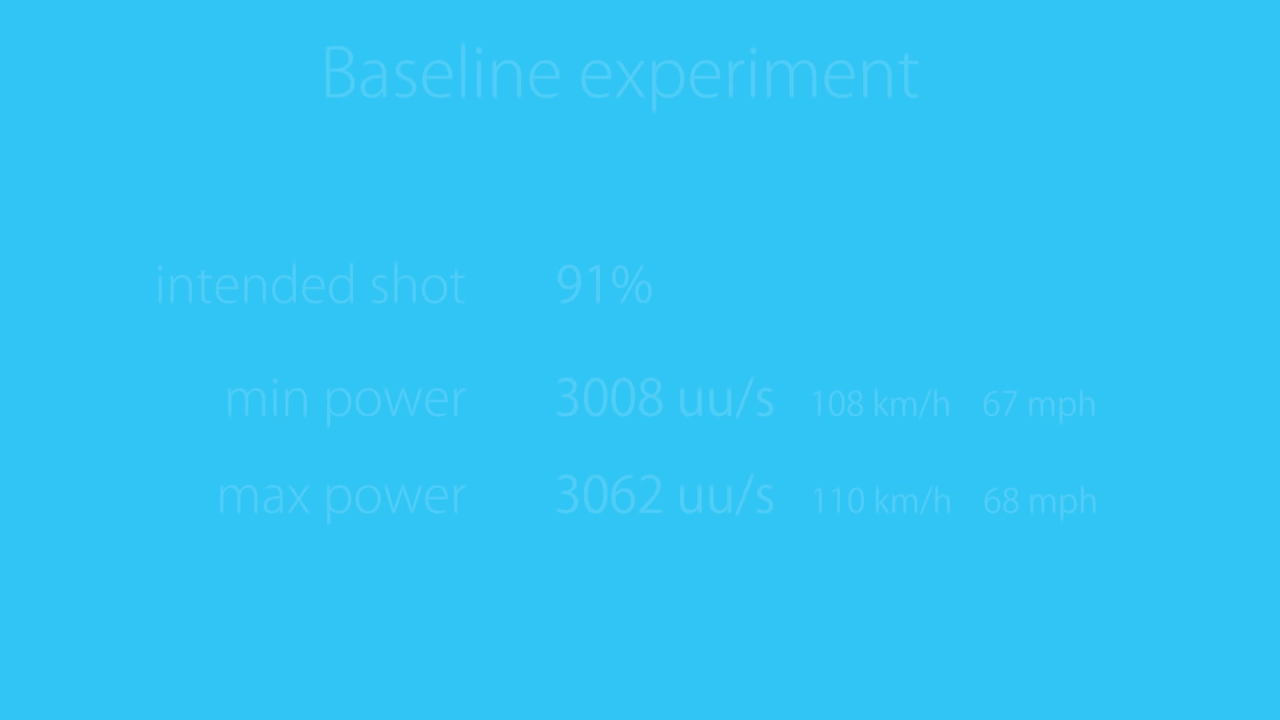 Baseline experiment
intended shot 91%
min power 3008 uu/s 108 km/h 67 mph
max power 3062 uu/s 110 km/h 68 mph